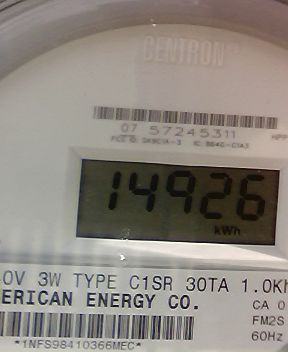 CENTRON®
07 57245311
14926
kWh
0V 3W TYPE C1SR 30TA 1.0Kh
ERICAN ENERGY CO.
CA 0
FM2S
60Hz
*1NFS98410366MEC*